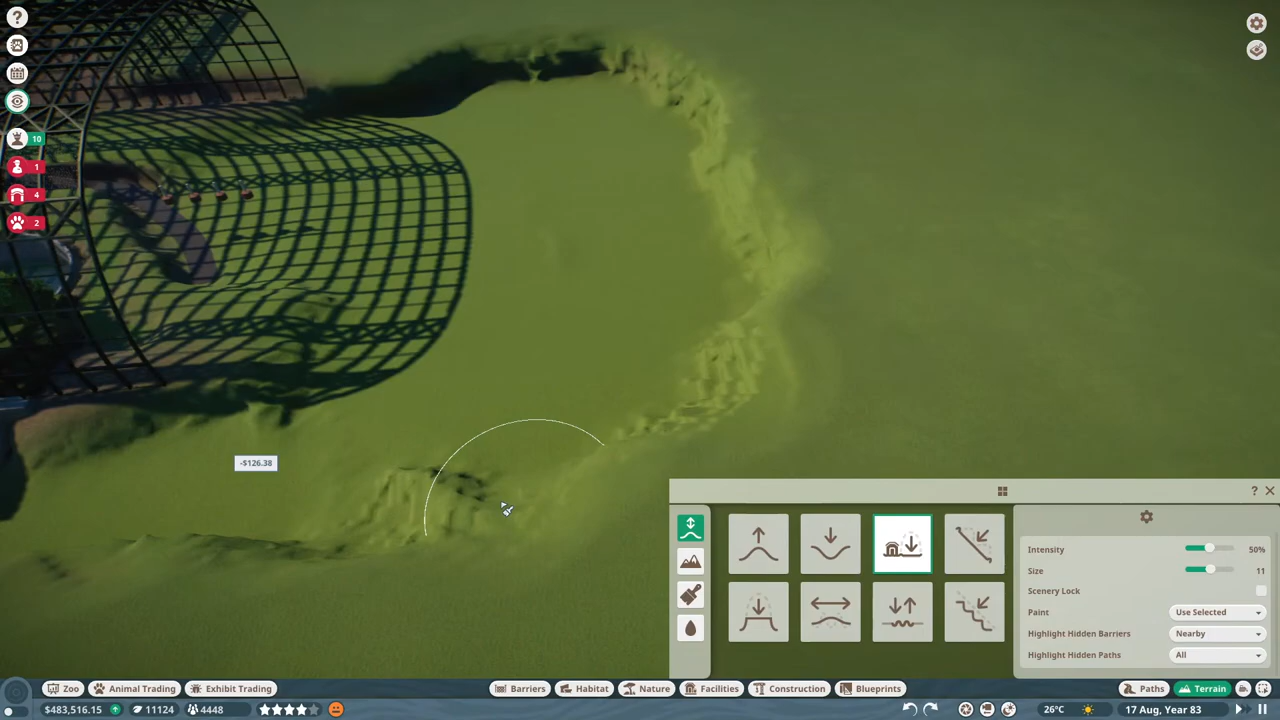 ?
10
1
4
2
-$126.38
?
Intensity 50%
Size 11
Scenery Lock
Paint Use Selected
Highlight Hidden Barriers Nearby
Highlight Hidden Paths All
Zoo Animal Trading Exhibit Trading Barriers Habitat Nature Facilities Construction Blueprints Paths Terrain
$483,516.15 11124 4448 26°C 17 Aug, Year 83